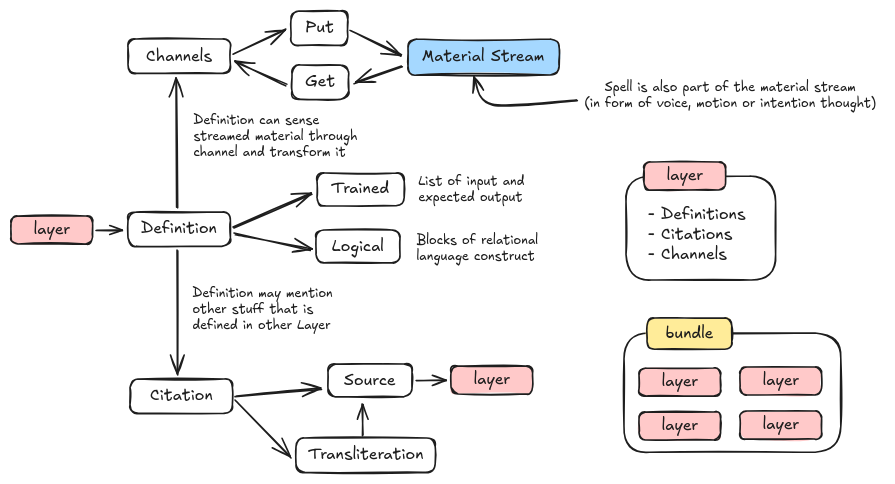 Put
Channels
Material Stream
Get
Spell is also part of the material stream
(in form of voice, motion or intention thought)
Definition can sense
streamed material through
channel and transform it
Trained
List of input and
expected output
layer
Definition
Logical
Blocks of relational
language construct
layer
- Definitions
- Citations
- Channels
Definition may mention
other stuff that is
defined in other Layer
bundle
layer
layer
layer
layer
Citation
Source
layer
Transliteration